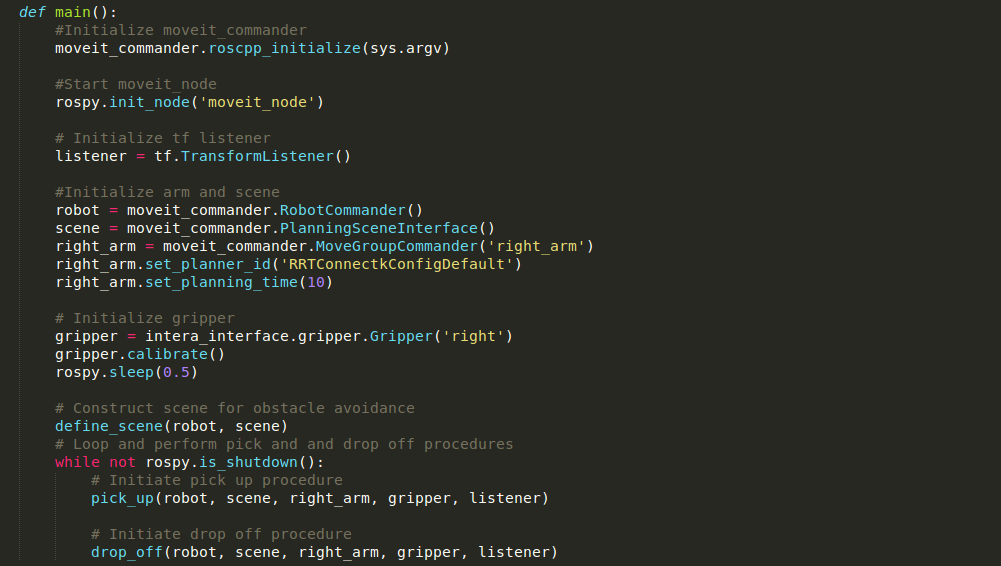 def main():
    #Initialize moveit_commander
    moveit_commander.roscpp_initialize(sys.argv)

    #Start moveit_node
    rospy.init_node('moveit_node')

    # Initialize tf listener
    listener = tf.TransformListener()

    #Initialize arm and scene
    robot = moveit_commander.RobotCommander()
    scene = moveit_commander.PlanningSceneInterface()
    right_arm = moveit_commander.MoveGroupCommander('right_arm')
    right_arm.set_planner_id('RRTConnectkConfigDefault')
    right_arm.set_planning_time(10)

    # Initialize gripper
    gripper = intera_interface.gripper.Gripper('right')
    gripper.calibrate()
    rospy.sleep(0.5)

    # Construct scene for obstacle avoidance
    define_scene(robot, scene)
    # Loop and perform pick and and drop off procedures
    while not rospy.is_shutdown():
        # Initiate pick up procedure
        pick_up(robot, scene, right_arm, gripper, listener)

        # Initiate drop off procedure
        drop_off(robot, scene, right_arm, gripper, listener)